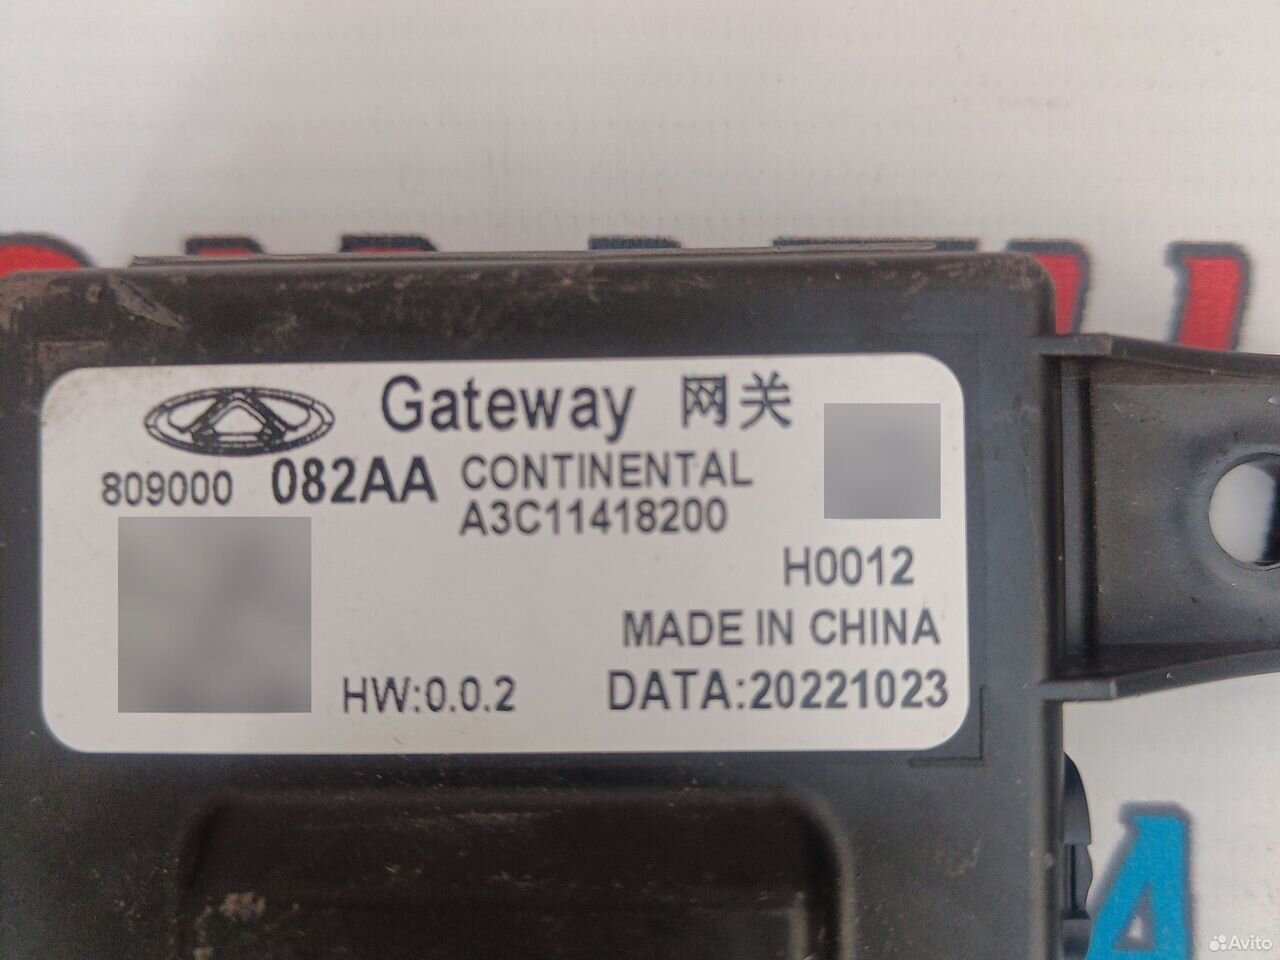 Gateway 网关
809000 082AA CONTINENTAL
A3C11418200
H0012
MADE IN CHINA
HW:0.0.2 DATA:20221023
Avito